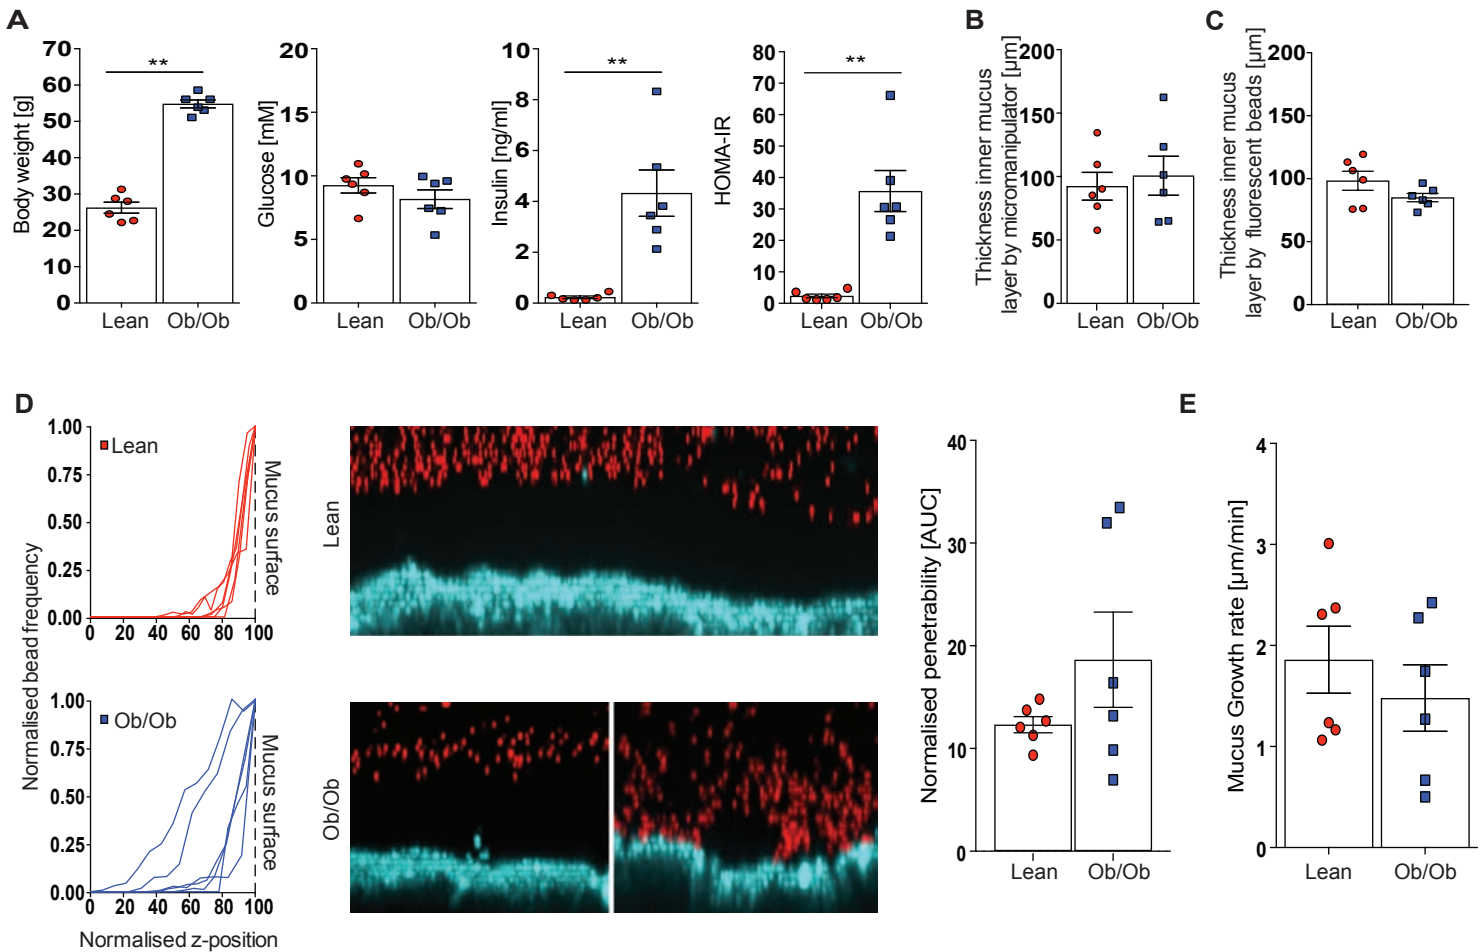 A
Body weight [g]
70
60
50
40
30
20
10
0
**
Lean
Ob/Ob
Glucose [mM]
20
15
10
5
0
Lean
Ob/Ob
Insulin [ng/ml]
10
8
6
4
2
0
**
Lean
Ob/Ob
HOMA-IR
80
70
60
50
40
30
20
10
0
**
Lean
Ob/Ob
B
Thickness inner mucus
layer by micromanipulator [µm]
200
150
100
50
0
Lean
Ob/Ob
C
Thickness inner mucus
layer by fluorescent beads [µm]
200
150
100
50
0
Lean
Ob/Ob
D
Normalised bead frequency
1.00
0.75
0.50
0.25
0.00
Lean
Mucus surface
0 20 40 60 80 100
1.00
0.75
0.50
0.25
0.00
Ob/Ob
Mucus surface
0 20 40 60 80 100
Normalised z-position
Lean
Ob/Ob
Normalised penetrability [AUC]
40
30
20
10
0
Lean
Ob/Ob
E
Mucus Growth rate [µm/min]
4
3
2
1
0
Lean
Ob/Ob